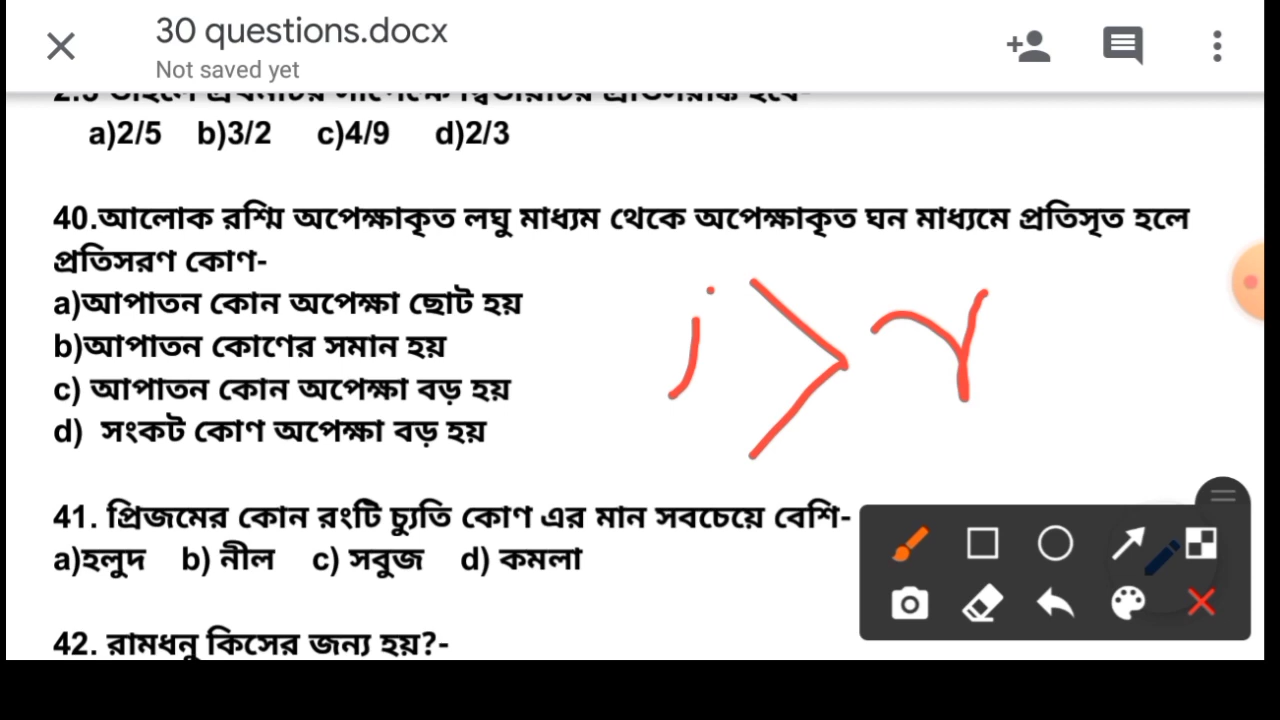 30 questions.docx
Not saved yet
a)2/5 b)3/2 c)4/9 d)2/3
40.আলোক রশ্মি অপেক্ষাকৃত লঘু মাধ্যম থেকে অপেক্ষাকৃত ঘন মাধ্যমে প্রতিসৃত হলে
প্রতিসরণ কোণ-
a)আপাতন কোন অপেক্ষা ছোট হয়
b)আপাতন কোণের সমান হয়
c) আপাতন কোন অপেক্ষা বড় হয়
d) সংকট কোণ অপেক্ষা বড় হয়
i > r
41. প্রিজমের কোন রংটি চ্যুতি কোণ এর মান সবচেয়ে বেশি-
a)হলুদ b) নীল c) সবুজ d) কমলা
42. রামধনু কিসের জন্য হয়?-